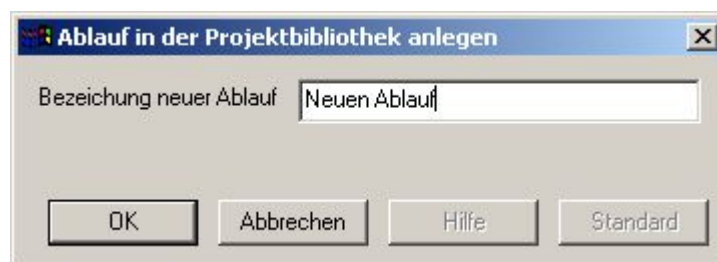 Ablauf in der Projektbibliothek anlegen
Bezeichung neuer Ablauf Neuen Ablauf
OK Abbrechen Hilfe Standard